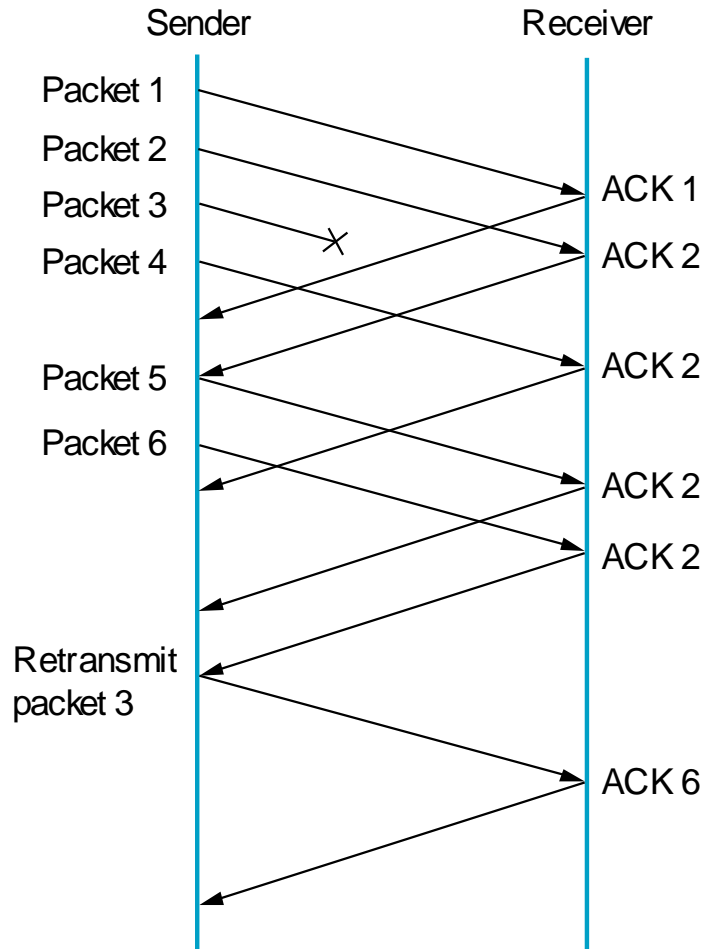 Sender Receiver
Packet 1
Packet 2
Packet 3
ACK 1
Packet 4
ACK 2
ACK 2
Packet 5
Packet 6
ACK 2
ACK 2
Retransmit
packet 3
ACK 6